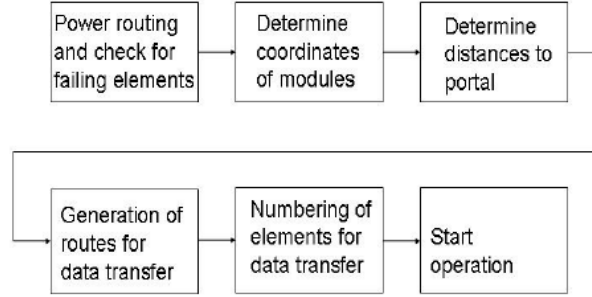 Power routing
and check for
failing elements
Determine
coordinates
of modules
Determine
distances to
portal
Generation of
routes for
data transfer
Numbering of
elements for
data transfer
Start
operation